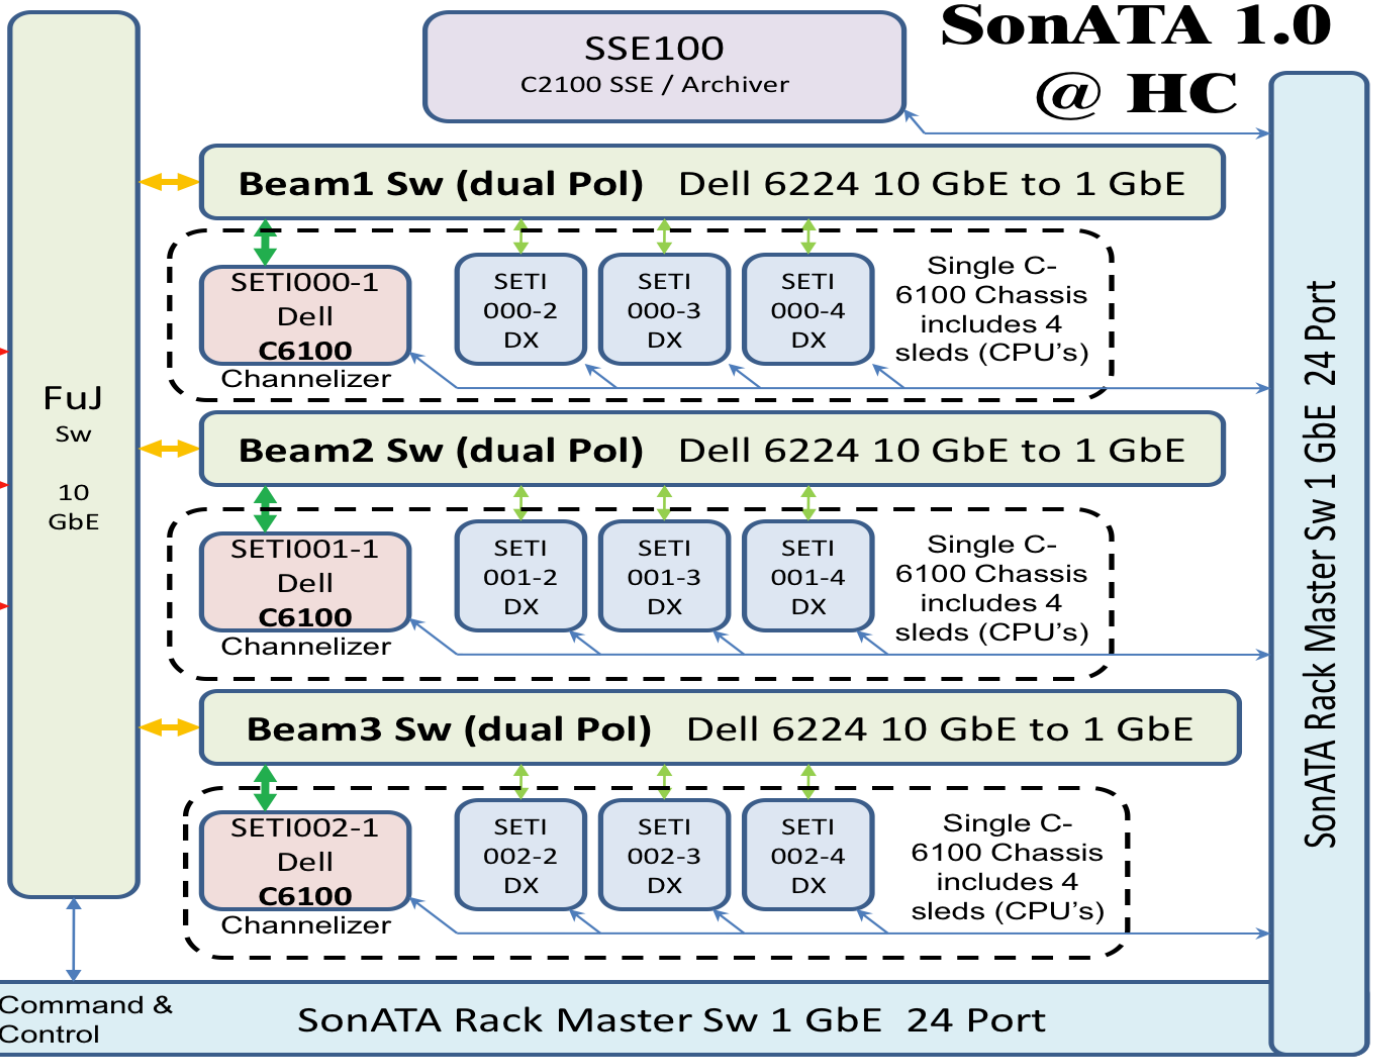 SonATA 1.0
@ HC
SSE100
C2100 SSE / Archiver
FuJ
Sw
10
GbE
Beam1 Sw (dual Pol) Dell 6224 10 GbE to 1 GbE
SETI000-1
Dell
C6100
Channelizer
SETI
000-2
DX
SETI
000-3
DX
SETI
000-4
DX
Single C-
6100 Chassis
includes 4
sleds (CPU's)
Beam2 Sw (dual Pol) Dell 6224 10 GbE to 1 GbE
SETI001-1
Dell
C6100
Channelizer
SETI
001-2
DX
SETI
001-3
DX
SETI
001-4
DX
Single C-
6100 Chassis
includes 4
sleds (CPU's)
Beam3 Sw (dual Pol) Dell 6224 10 GbE to 1 GbE
SETI002-1
Dell
C6100
Channelizer
SETI
002-2
DX
SETI
002-3
DX
SETI
002-4
DX
Single C-
6100 Chassis
includes 4
sleds (CPU's)
SonATA Rack Master Sw 1 GbE 24 Port
Command &
Control
SonATA Rack Master Sw 1 GbE 24 Port